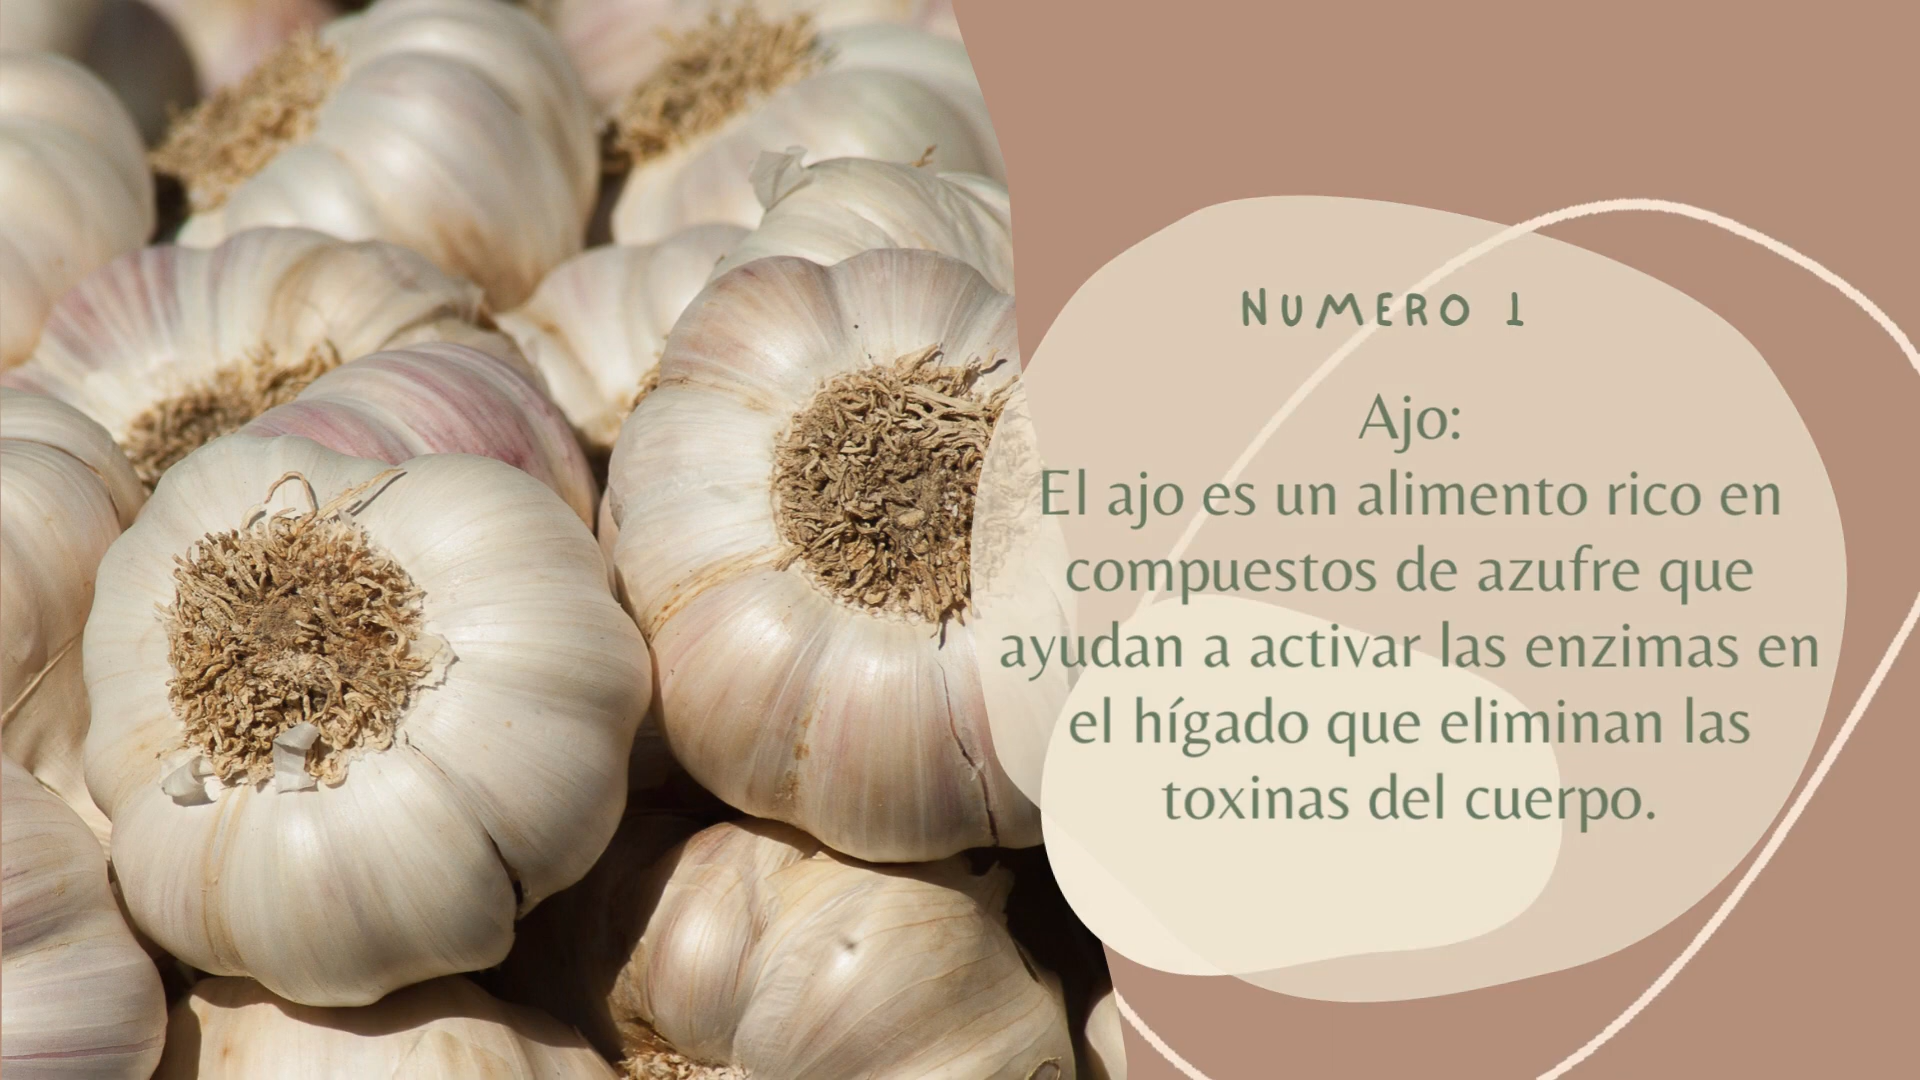 NUMERO 1
Ajo:
El ajo es un alimento rico en
compuestos de azufre que
ayudan a activar las enzimas en
el hígado que eliminan las
toxinas del cuerpo.